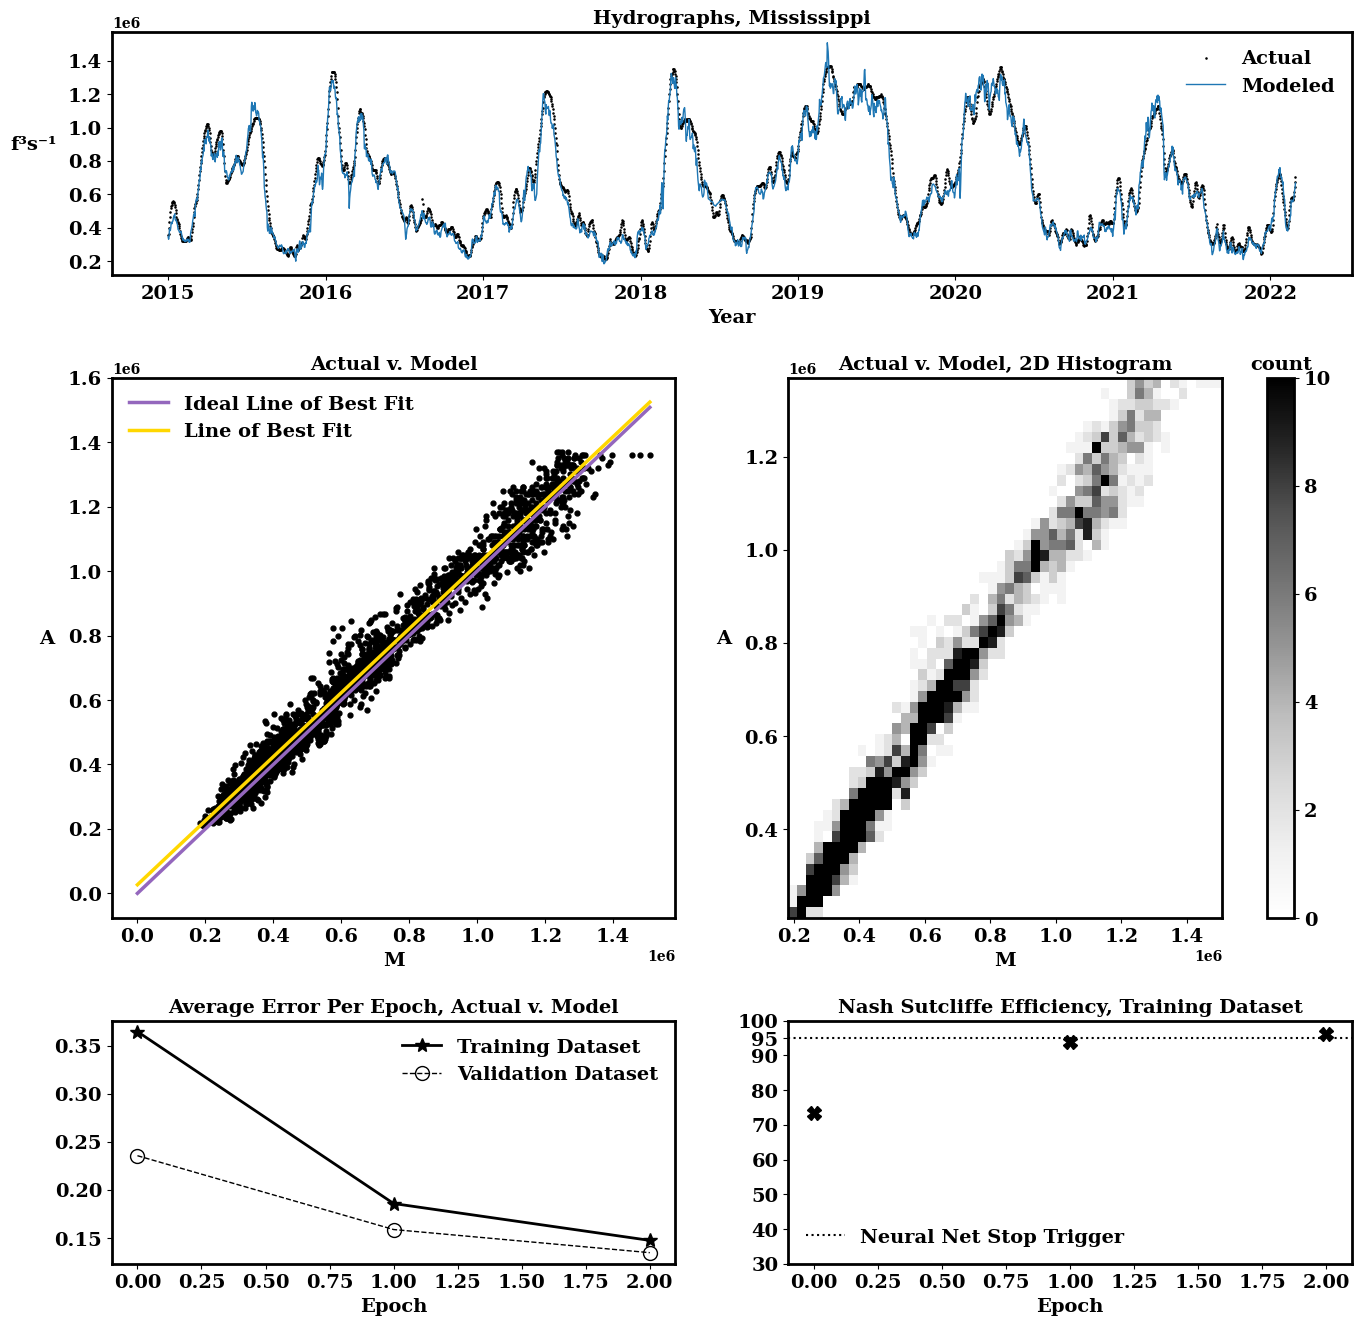 Hydrographs, Mississippi
1e6
1.4
1.2
1.0
0.8
0.6
0.4
0.2
f³s⁻¹
Actual
Modeled
2015 2016 2017 2018 2019 2020 2021 2022
Year
Actual v. Model
1e6
1.6
1.4
1.2
1.0
0.8
0.6
0.4
0.2
0.0
A
Ideal Line of Best Fit
Line of Best Fit
0.0 0.2 0.4 0.6 0.8 1.0 1.2 1.4
M
1e6
Actual v. Model, 2D Histogram
1e6
1.2
1.0
0.8
0.6
0.4
A
0.2 0.4 0.6 0.8 1.0 1.2 1.4
M
1e6
count
10
8
6
4
2
0
Average Error Per Epoch, Actual v. Model
0.35
0.30
0.25
0.20
0.15
Training Dataset
Validation Dataset
0.00 0.25 0.50 0.75 1.00 1.25 1.50 1.75 2.00
Epoch
Nash Sutcliffe Efficiency, Training Dataset
100
95
90
80
70
60
50
40
30
Neural Net Stop Trigger
0.00 0.25 0.50 0.75 1.00 1.25 1.50 1.75 2.00
Epoch